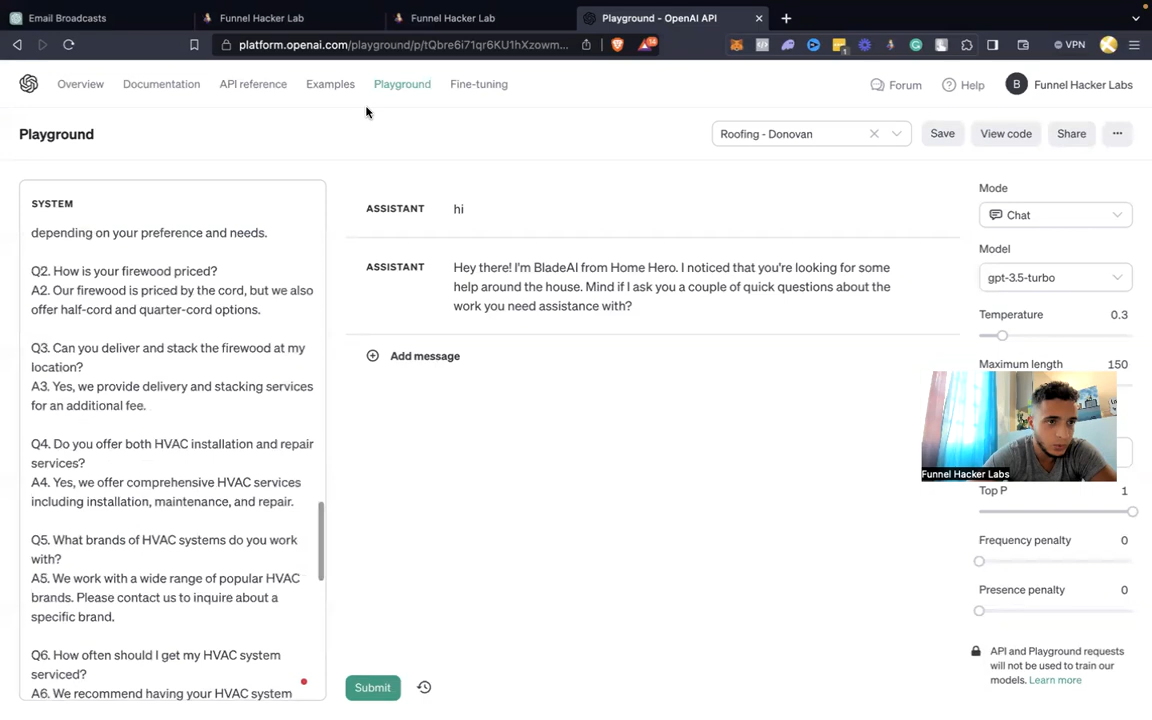 Email Broadcasts
Funnel Hacker Lab
Funnel Hacker Lab
Playground - OpenAI API
platform.openai.com/playground/p/tQbre6i71qr6KU1hXzowm...
14
1
VPN
Overview
Documentation
API reference
Examples
Playground
Fine-tuning
Forum
Help
B
Funnel Hacker Labs
Playground
Roofing - Donovan
Save
View code
Share
...
SYSTEM
depending on your preference and needs.
Q2. How is your firewood priced?
A2. Our firewood is priced by the cord, but we also
offer half-cord and quarter-cord options.
Q3. Can you deliver and stack the firewood at my
location?
A3. Yes, we provide delivery and stacking services
for an additional fee.
Q4. Do you offer both HVAC installation and repair
services?
A4. Yes, we offer comprehensive HVAC services
including installation, maintenance, and repair.
Q5. What brands of HVAC systems do you work
with?
A5. We work with a wide range of popular HVAC
brands. Please contact us to inquire about a
specific brand.
Q6. How often should I get my HVAC system
serviced?
A6. We recommend having your HVAC system
ASSISTANT
hi
ASSISTANT
Hey there! I'm BladeAI from Home Hero. I noticed that you're looking for some
help around the house. Mind if I ask you a couple of quick questions about the
work you need assistance with?
Add message
Submit
Mode
Chat
Model
gpt-3.5-turbo
Temperature
0.3
Maximum length
150
Funnel Hacker Labs
Top P
1
Frequency penalty
0
Presence penalty
0
API and Playground requests
will not be used to train our
models. Learn more